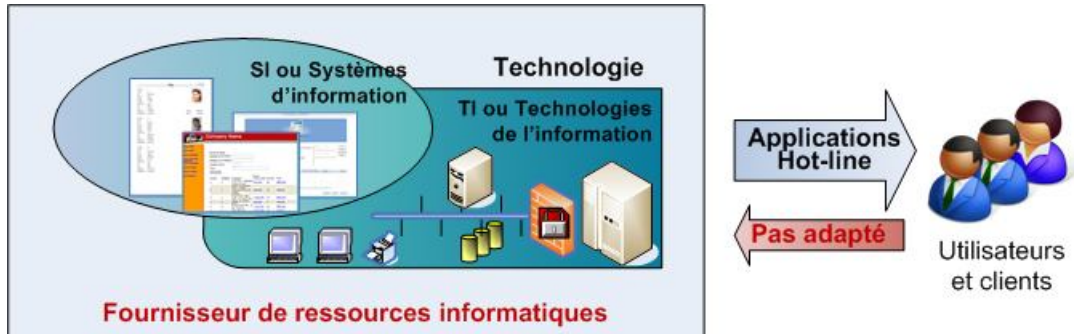 SI ou Systèmes
d'information
Technologie
TI ou Technologies
de l'information
Fournisseur de ressources informatiques
Applications
Hot-line
Pas adapté
Utilisateurs
et clients